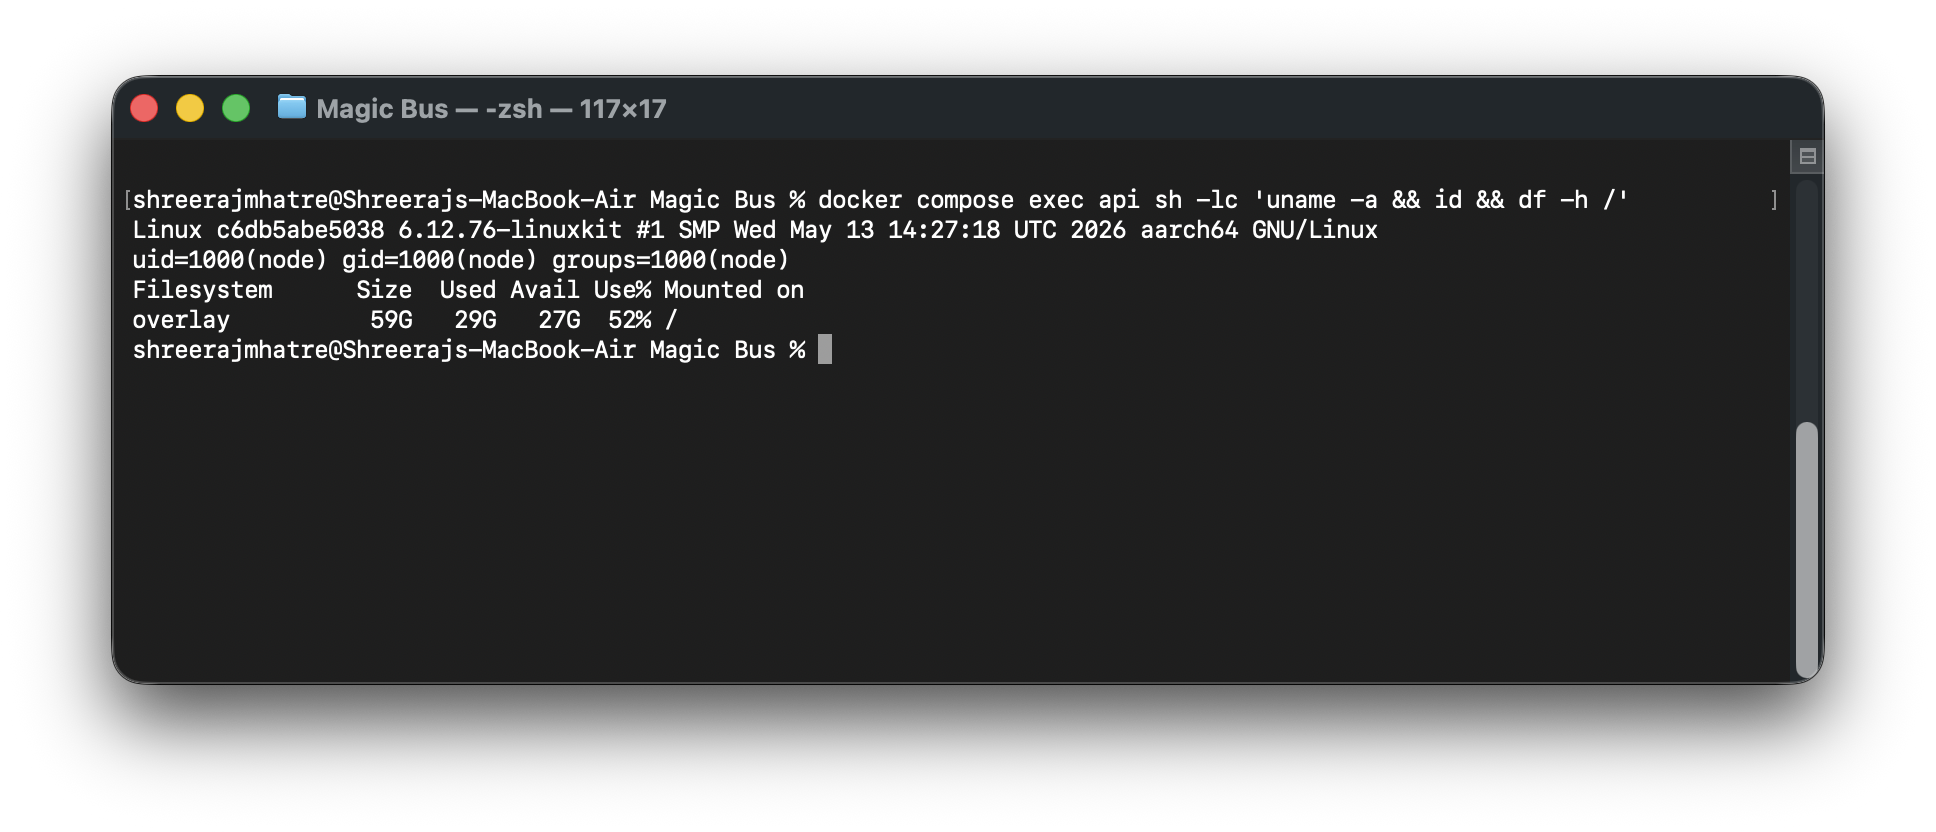 Magic Bus — -zsh — 117×17
[shreerajmhatre@Shreerajs-MacBook-Air Magic Bus % docker compose exec api sh -lc 'uname -a && id && df -h /' ]
Linux c6db5abe5038 6.12.76-linuxkit #1 SMP Wed May 13 14:27:18 UTC 2026 aarch64 GNU/Linux
uid=1000(node) gid=1000(node) groups=1000(node)
Filesystem      Size  Used Avail Use% Mounted on
overlay          59G   29G   27G  52% /
shreerajmhatre@Shreerajs-MacBook-Air Magic Bus %